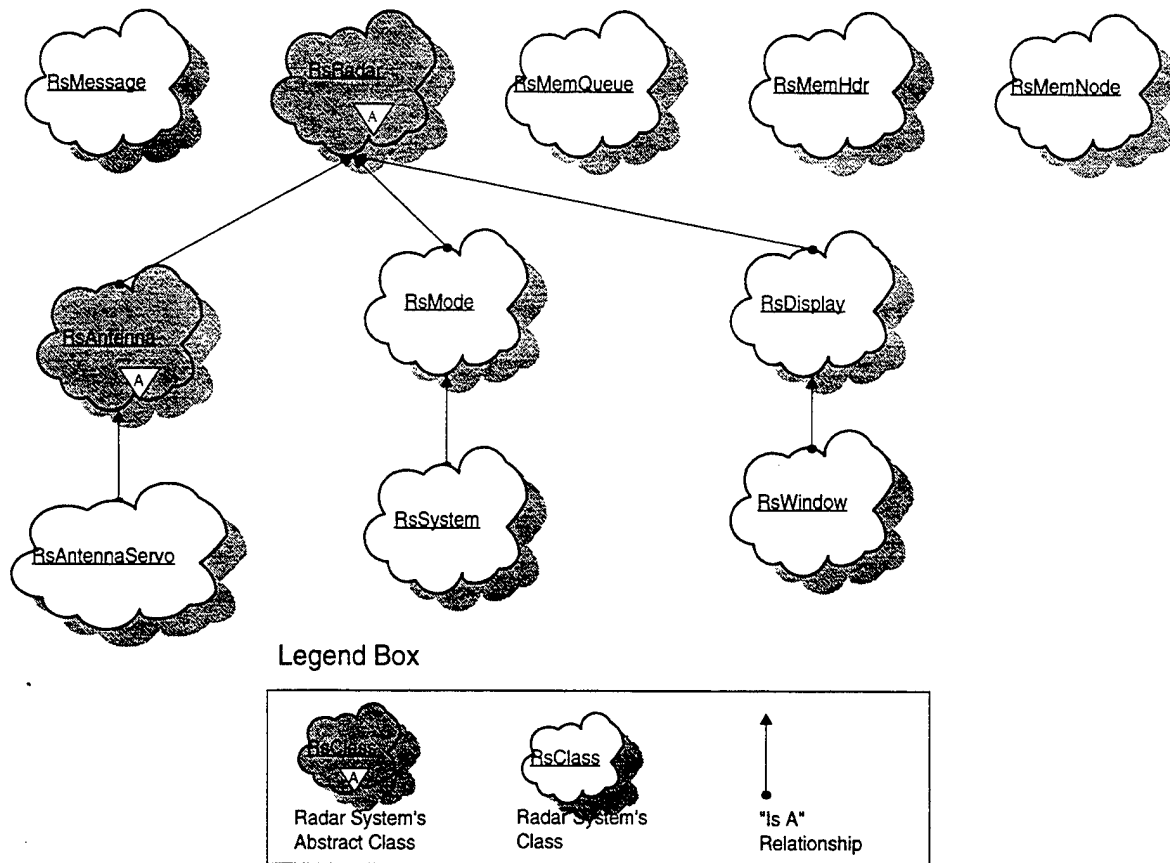 RsMessage
RsRadar
RsMemQueue
RsMemHdr
RsMemNode
A
RsAntenna
RsMode
RsDisplay
A
RsAntennaServo
RsSystem
RsWindow
Legend Box
RsClass
A
RsClass
Radar System's
Abstract Class
Radar System's
Class
"Is A"
Relationship